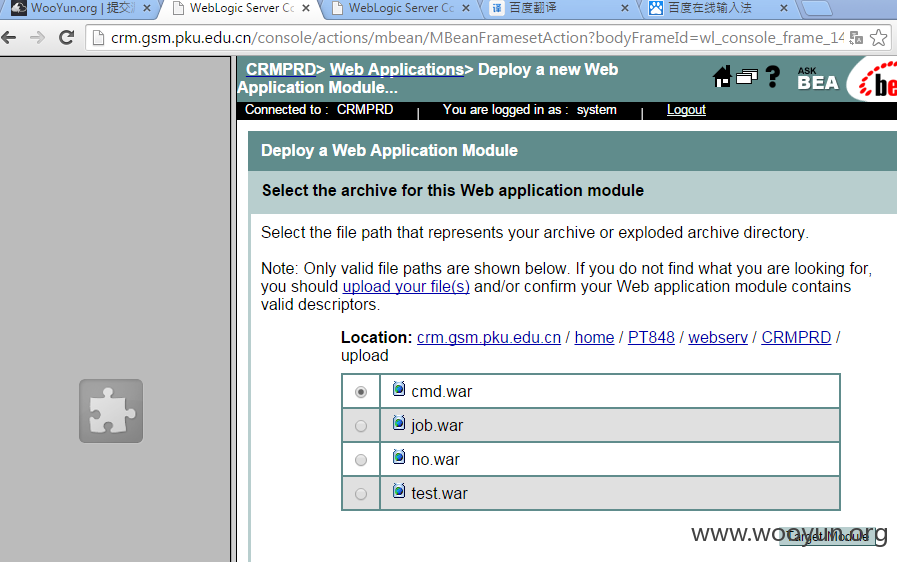 WooYun.org | 提交
WebLogic Server Co
WebLogic Server Co
百度翻译
百度在线输入法
crm.gsm.pku.edu.cn/console/actions/mbean/MBeanFramesetAction?bodyFrameId=wl_console_frame_14
CRMPRD> Web Applications> Deploy a new Web
Application Module...
ASK
BEA
be
Connected to : CRMPRD | You are logged in as : system | Logout
Deploy a Web Application Module
Select the archive for this Web application module
Select the file path that represents your archive or exploded archive directory.
Note: Only valid file paths are shown below. If you do not find what you are looking for,
you should upload your file(s) and/or confirm your Web application module contains
valid descriptors.
Location: crm.gsm.pku.edu.cn / home / PT848 / webserv / CRMPRD /
upload
cmd.war
job.war
no.war
test.war
Target Module
www.wooyun.org